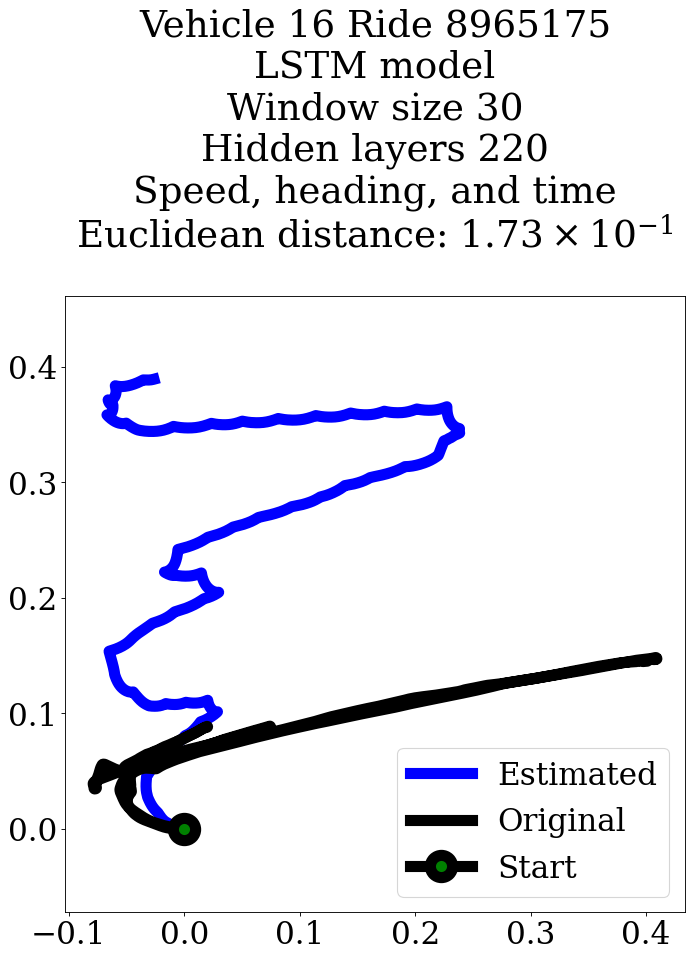 Vehicle 16 Ride 8965175
LSTM model
Window size 30
Hidden layers 220
Speed, heading, and time
Euclidean distance: 1.73 × 10⁻¹
0.4
0.3
0.2
0.1
0.0
Estimated
Original
Start
−0.1 0.0 0.1 0.2 0.3 0.4